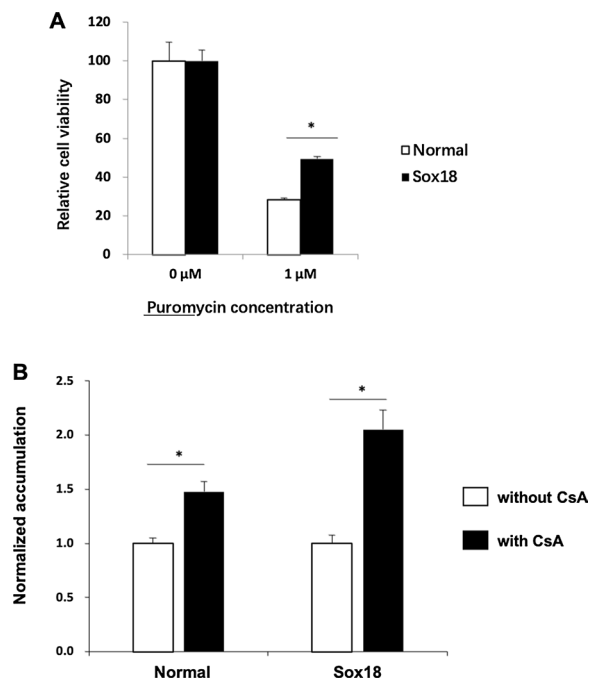 A
120
100
80
60
40
20
0
Relative cell viability
*
0 μM
1 μM
Puromycin concentration
Normal
Sox18
B
2.5
2.0
1.5
1.0
0.5
0.0
Normalized accumulation
*
*
Normal
Sox18
without CsA
with CsA